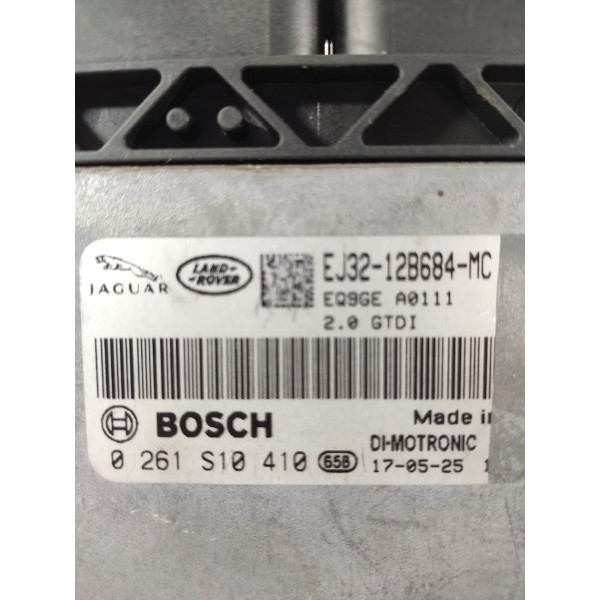 EJ32-12B684-MC
JAGUAR
LAND-
ROVER
EQ9GE A0111
2.0 GTDI
BOSCH
Made in
DI-MOTRONIC
0 261 S10 410 658
17-05-25 1